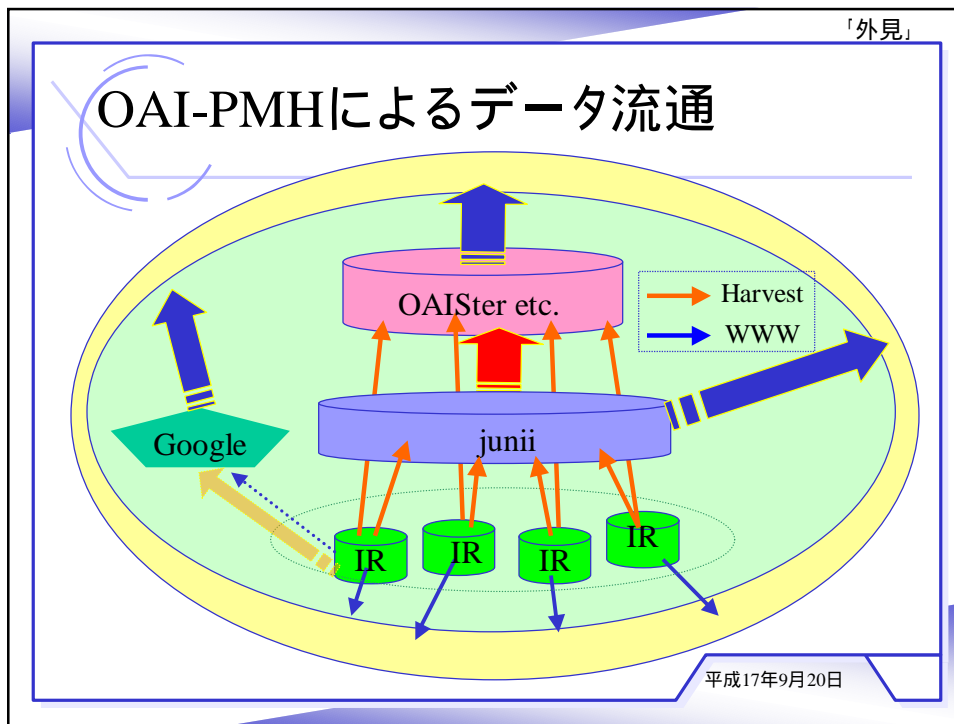 「外見」
OAI-PMHによるデータ流通
OAISter etc.
Harvest
WWW
junii
Google
IR
IR
IR
IR
平成17年9月20日